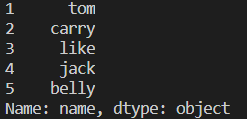 1 tom
2 carry
3 like
4 jack
5 belly
Name: name, dtype: object